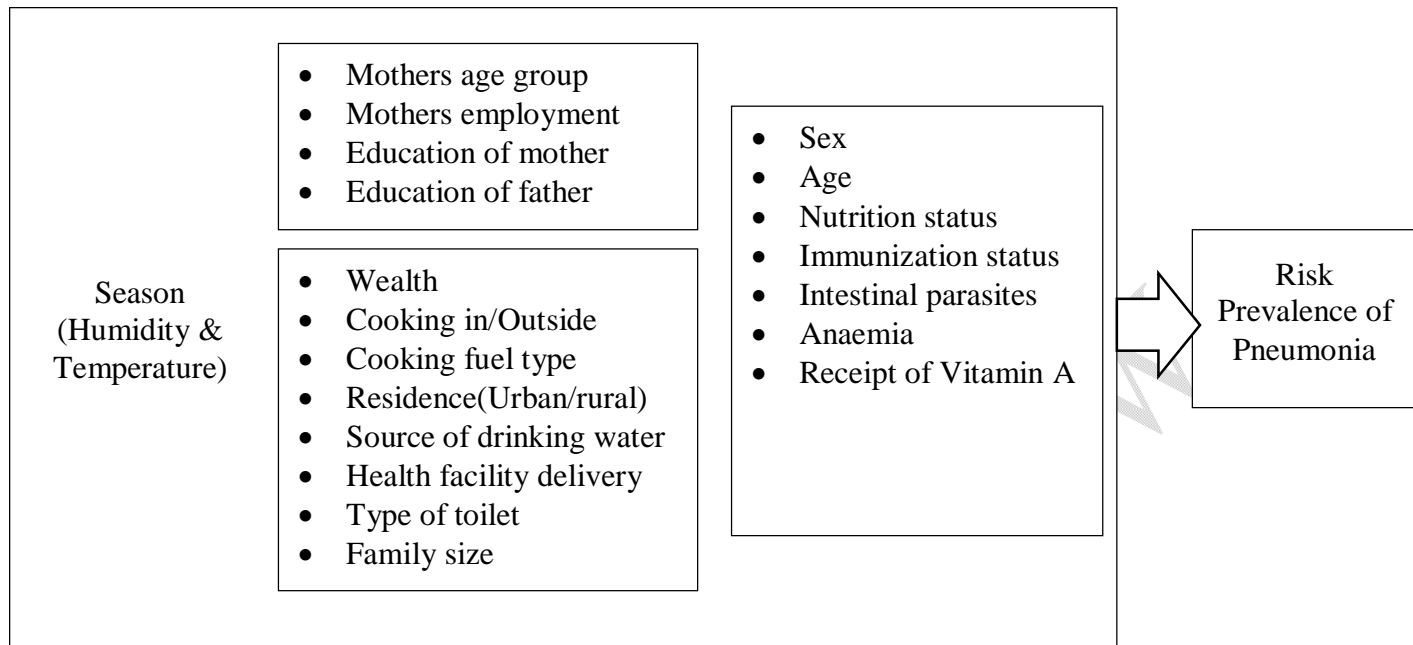 Season
(Humidity &
Temperature)
• Mothers age group
• Mothers employment
• Education of mother
• Education of father
• Wealth
• Cooking in/Outside
• Cooking fuel type
• Residence(Urban/rural)
• Source of drinking water
• Health facility delivery
• Type of toilet
• Family size
• Sex
• Age
• Nutrition status
• Immunization status
• Intestinal parasites
• Anaemia
• Receipt of Vitamin A
Risk
Prevalence of
Pneumonia